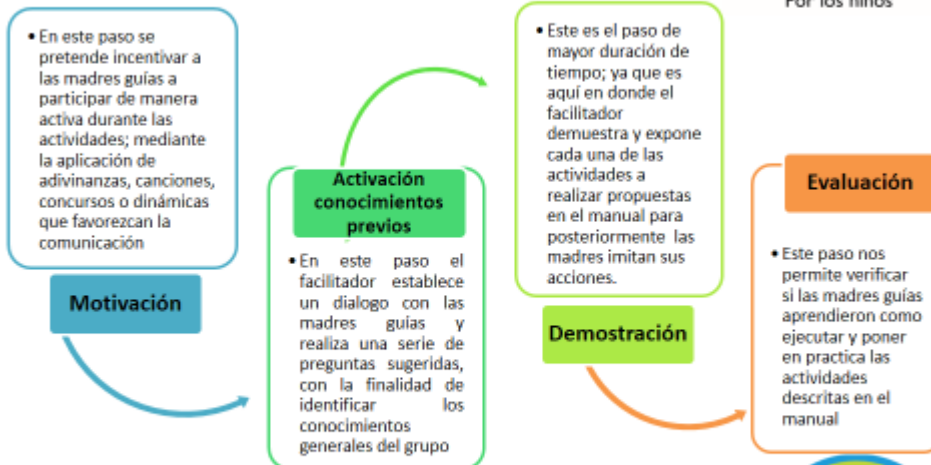 Por los niños
• En este paso se
pretende incentivar a
las madres guías a
participar de manera
activa durante las
actividades; mediante
la aplicación de
adivinanzas, canciones,
concursos o dinámicas
que favorezcan la
comunicación
Motivación
Activación
conocimientos
previos
• En este paso el
facilitador establece
un dialogo con las
madres guías y
realiza una serie de
preguntas sugeridas,
con la finalidad de
identificar los
conocimientos
generales del grupo
• Este es el paso de
mayor duración de
tiempo; ya que es
aquí en donde el
facilitador
demuestra y expone
cada una de las
actividades a
realizar propuestas
en el manual para
posteriormente las
madres imitan sus
acciones.
Demostración
Evaluación
• Este paso nos
permite verificar
si las madres guías
aprendieron como
ejecutar y poner
en practica las
actividades
descritas en el
manual